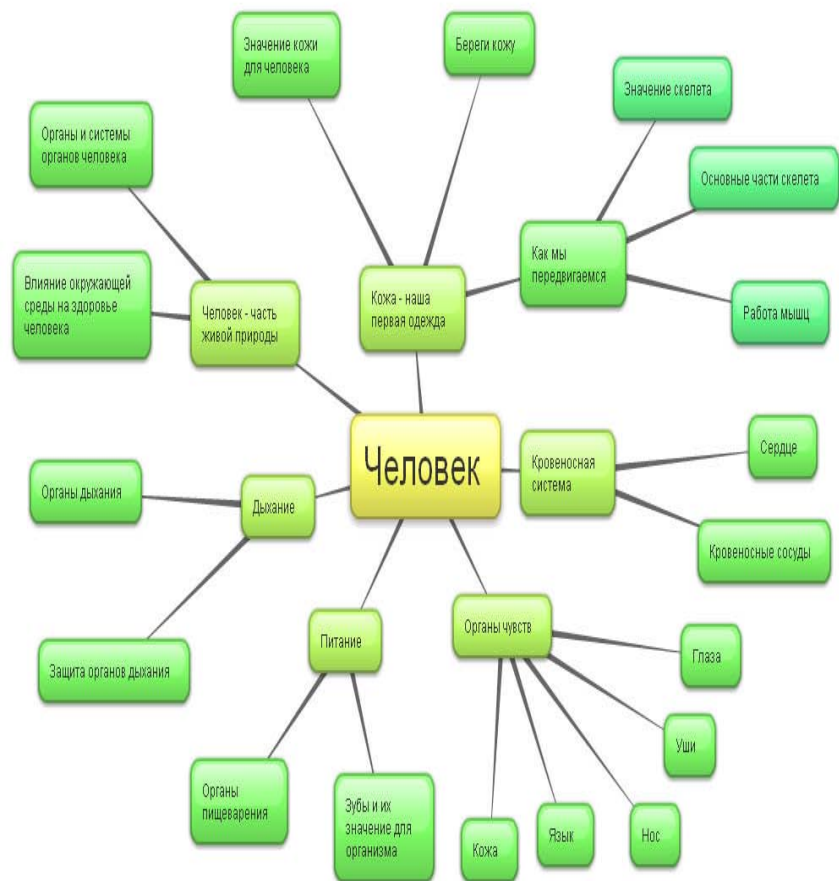 Значение кожи
для человека
Береги кожу
Значение скелета
Органы и системы
органов человека
Основные части скелета
Как мы
передвигаемся
Влияние окружающей
среды на здоровье
человека
Человек - часть
живой природы
Кожа - наша
первая одежда
Работа мышц
Человек
Сердце
Кровеносная
система
Органы дыхания
Дыхание
Кровеносные сосуды
Питание
Органы чувств
Глаза
Защита органов дыхания
Уши
Органы
пищеварения
Зубы и их
значение для
организма
Кожа
Язык
Нос